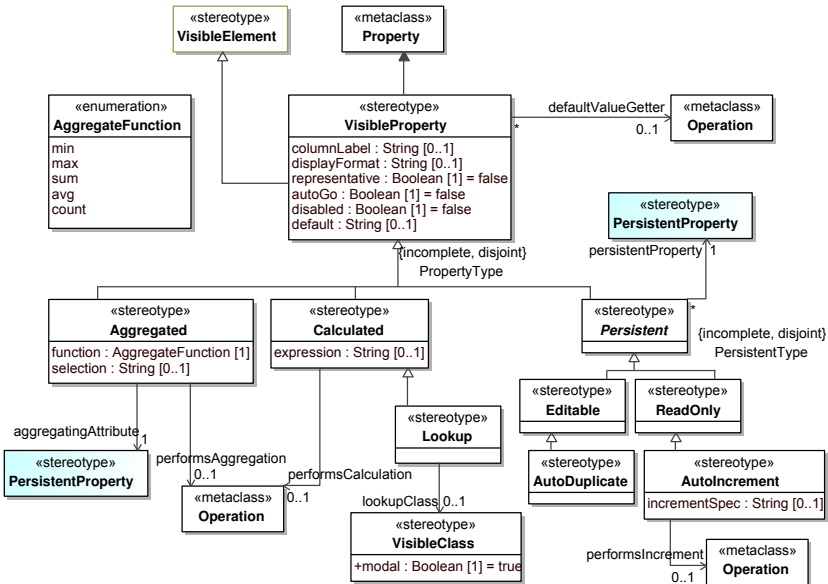 «stereotype»
VisibleElement
«metaclass»
Property
«enumeration»
AggregateFunction
min
max
sum
avg
count
«stereotype»
VisibleProperty
columnLabel : String [0..1]
displayFormat : String [0..1]
representative : Boolean [1] = false
autoGo : Boolean [1] = false
disabled : Boolean [1] = false
default : String [0..1]
defaultValueGetter
*
0..1
«metaclass»
Operation
«stereotype»
PersistentProperty
persistentProperty
1
*
{incomplete, disjoint}
PropertyType
«stereotype»
Aggregated
function : AggregateFunction [1]
selection : String [0..1]
«stereotype»
Calculated
expression : String [0..1]
«stereotype»
Persistent
{incomplete, disjoint}
PersistentType
«stereotype»
Editable
«stereotype»
ReadOnly
«stereotype»
Lookup
aggregatingAttribute
1
«stereotype»
PersistentProperty
performsAggregation
0..1
performsCalculation
0..1
«metaclass»
Operation
lookupClass
0..1
«stereotype»
VisibleClass
+modal : Boolean [1] = true
«stereotype»
AutoDuplicate
«stereotype»
AutoIncrement
incrementSpec : String [0..1]
performsIncrement
0..1
«metaclass»
Operation